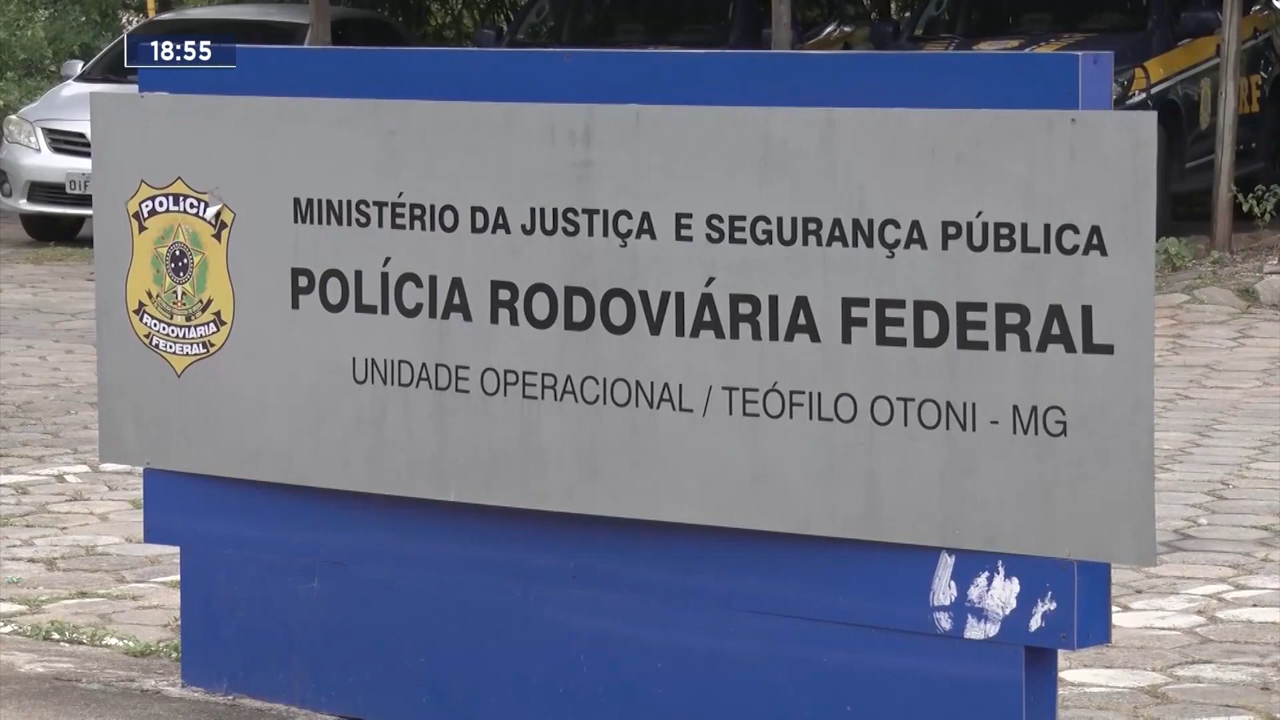 18:55
POLÍCIA
RODOVIÁRIA
FEDERAL
MINISTÉRIO DA JUSTIÇA E SEGURANÇA PÚBLICA
POLÍCIA RODOVIÁRIA FEDERAL
UNIDADE OPERACIONAL / TEÓFILO OTONI - MG